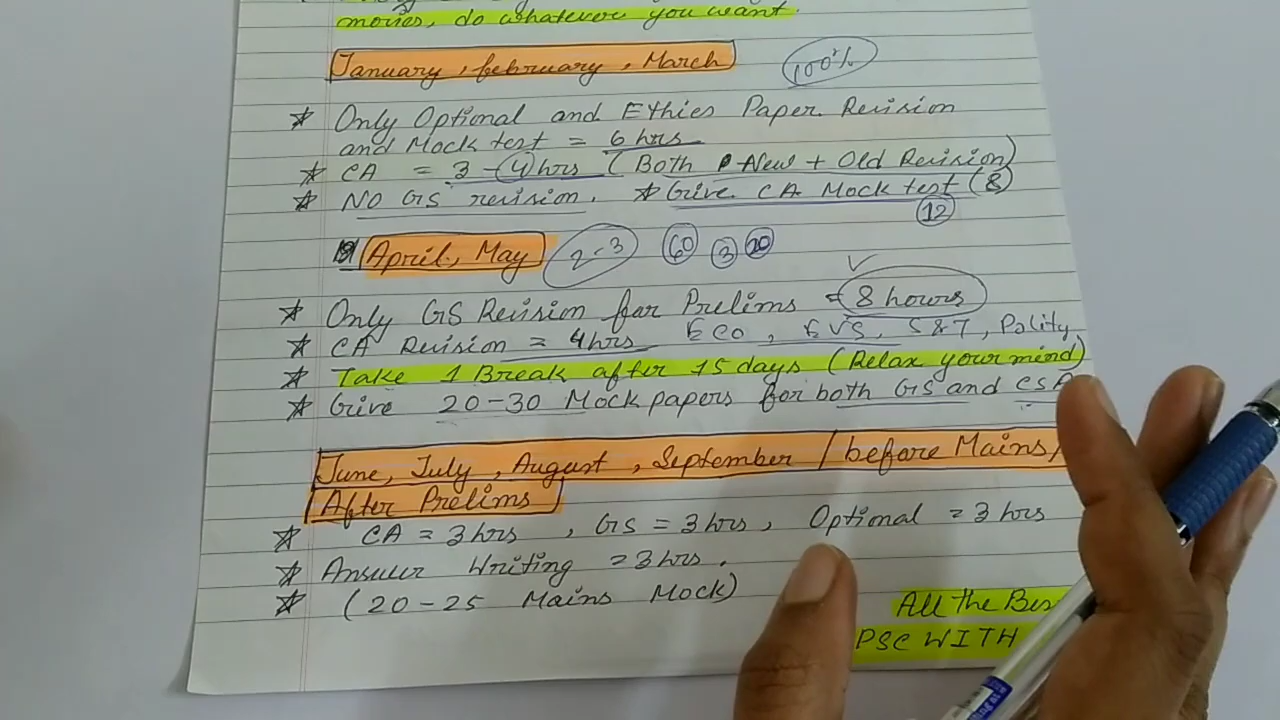 movies, do whatever you want.
January, february, March 100%
★ Only Optional and Ethics Paper Revision
and Mock test = 6 hrs
★ CA = 3-4 hrs (Both New + Old Revision)
★ NO GS revision. ★ Give CA Mock test (8)
12
April, May 2-3 60 3 20
★ Only GS Revision for Prelims = 8 hours
★ CA Revision = 4 hrs Eco, EVS, S&T, Polity
★ Take 1 Break after 15 days (Relax your mind)
★ Give 20-30 Mock papers for both GS and CSA
June, July, August, September / before Mains /
After Prelims
★ CA = 3 hrs, GS = 3 hrs, Optional = 3 hrs
★ Answer Writing = 3 hrs.
★ (20-25 Mains Mock)
All the Bes
PSC WITH